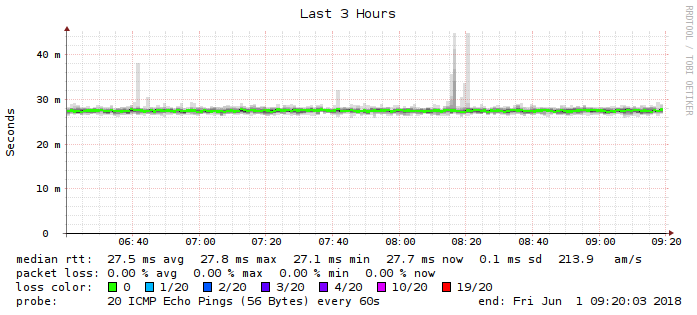 Last 3 Hours
RRDTOOL / TOBI OETIKER
Seconds
40 m
30 m
20 m
10 m
0
06:40 07:00 07:20 07:40 08:00 08:20 08:40 09:00 09:20
median rtt: 27.5 ms avg 27.8 ms max 27.1 ms min 27.7 ms now 0.1 ms sd 213.9 am/s
packet loss: 0.00 % avg 0.00 % max 0.00 % min 0.00 % now
loss color: 0 1/20 2/20 3/20 4/20 10/20 19/20
probe: 20 ICMP Echo Pings (56 Bytes) every 60s end: Fri Jun 1 09:20:03 2018